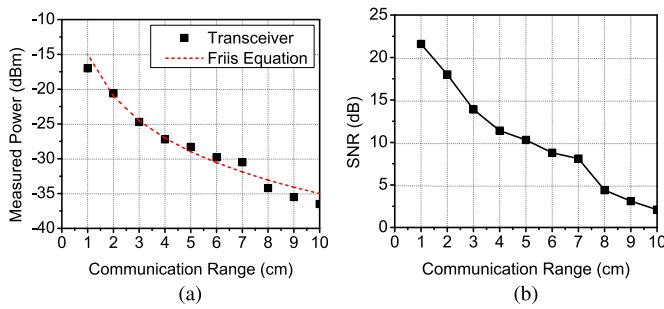 -10
-15
-20
-25
-30
-35
-40
Measured Power (dBm)
Transceiver
Friis Equation
0 1 2 3 4 5 6 7 8 9 10
Communication Range (cm)
(a)
25
20
15
10
5
0
SNR (dB)
0 1 2 3 4 5 6 7 8 9 10
Communication Range (cm)
(b)